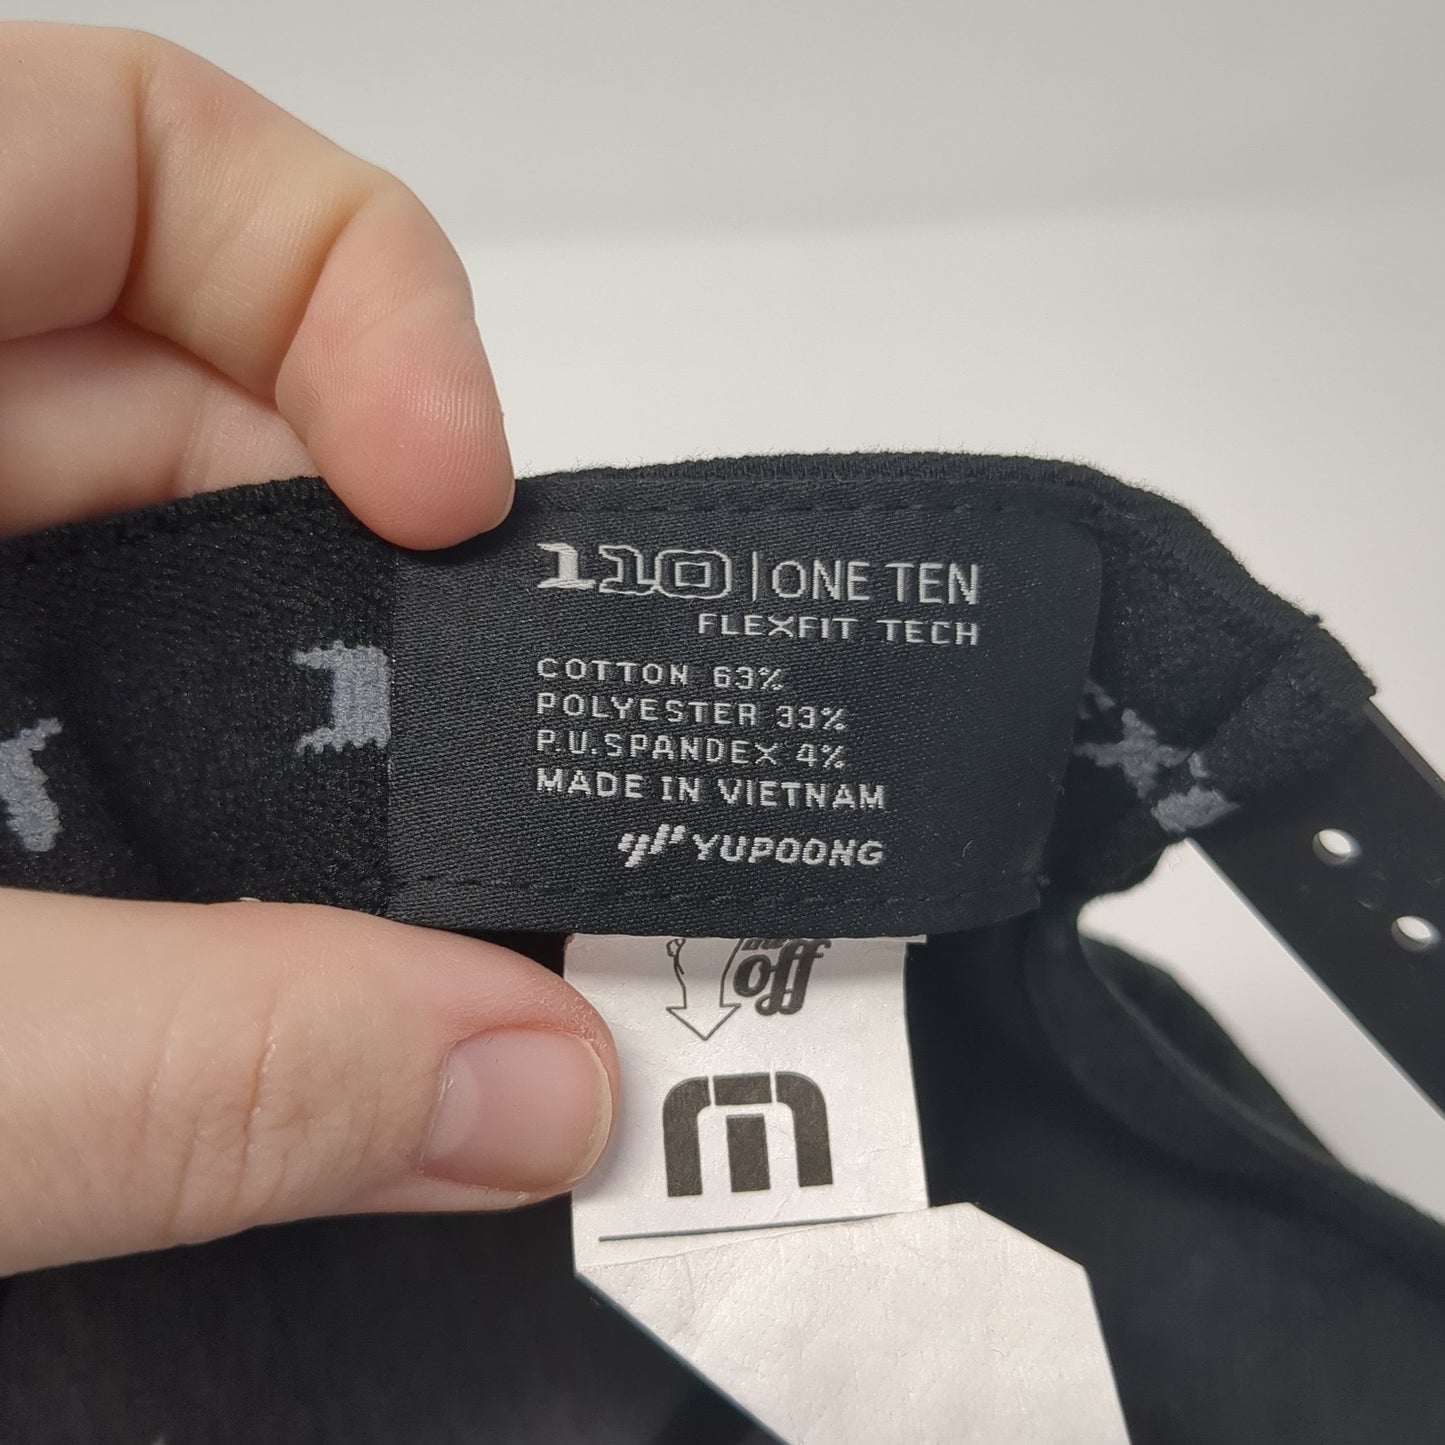 110 | ONE TEN
FLEXFIT TECH
COTTON 63%
POLYESTER 33%
P.U.SPANDEX 4%
MADE IN VIETNAM
YUPOONG
off